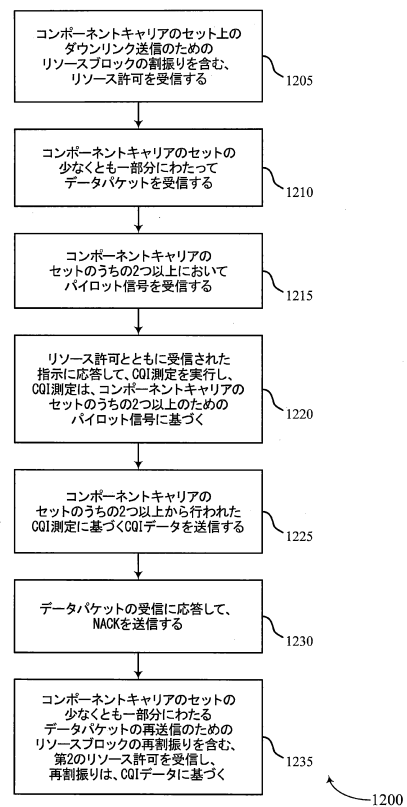 コンポーネントキャリアのセット上の
ダウンリンク送信のための
リソースブロックの割振りを含む、
リソース許可を受信する
1205
コンポーネントキャリアのセットの
少なくとも一部分にわたって
データパケットを受信する
1210
コンポーネントキャリアの
セットのうちの2つ以上において
パイロット信号を受信する
1215
リソース許可とともに受信された
指示に応答して、CQI測定を実行し、
CQI測定は、コンポーネントキャリアの
セットのうちの2つ以上のための
パイロット信号に基づく
1220
コンポーネントキャリアの
セットのうちの2つ以上から行われた
CQI測定に基づくCQIデータを送信する
1225
データパケットの受信に応答して、
NACKを送信する
1230
コンポーネントキャリアのセットの
少なくとも一部分にわたる
データパケットの再送信のための
リソースブロックの再割振りを含む、
第2のリソース許可を受信し、
再割振りは、CQIデータに基づく
1235
1200